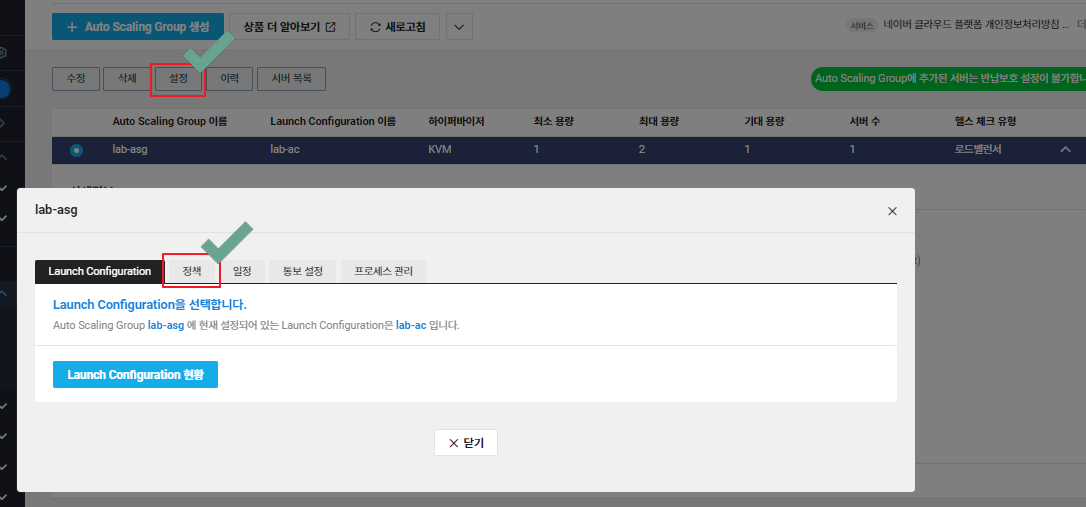 + Auto Scaling Group 생성 상품 더 알아보기 새로고침 서비스 네이버 클라우드 플랫폼 개인정보처리방침 ...
수정 삭제 설정 이력 서버 목록 Auto Scaling Group에 추가된 서버는 반납보호 설정이 불가합니
Auto Scaling Group 이름 Launch Configuration 이름 하이퍼바이저 최소 용량 최대 용량 기대 용량 서버 수 헬스 체크 유형
lab-asg lab-ac KVM 1 2 1 1 로드밸런서
lab-asg
Launch Configuration 정책 일정 통보 설정 프로세스 관리
Launch Configuration을 선택합니다.
Auto Scaling Group lab-asg 에 현재 설정되어 있는 Launch Configuration은 lab-ac 입니다.
Launch Configuration 현황
닫기